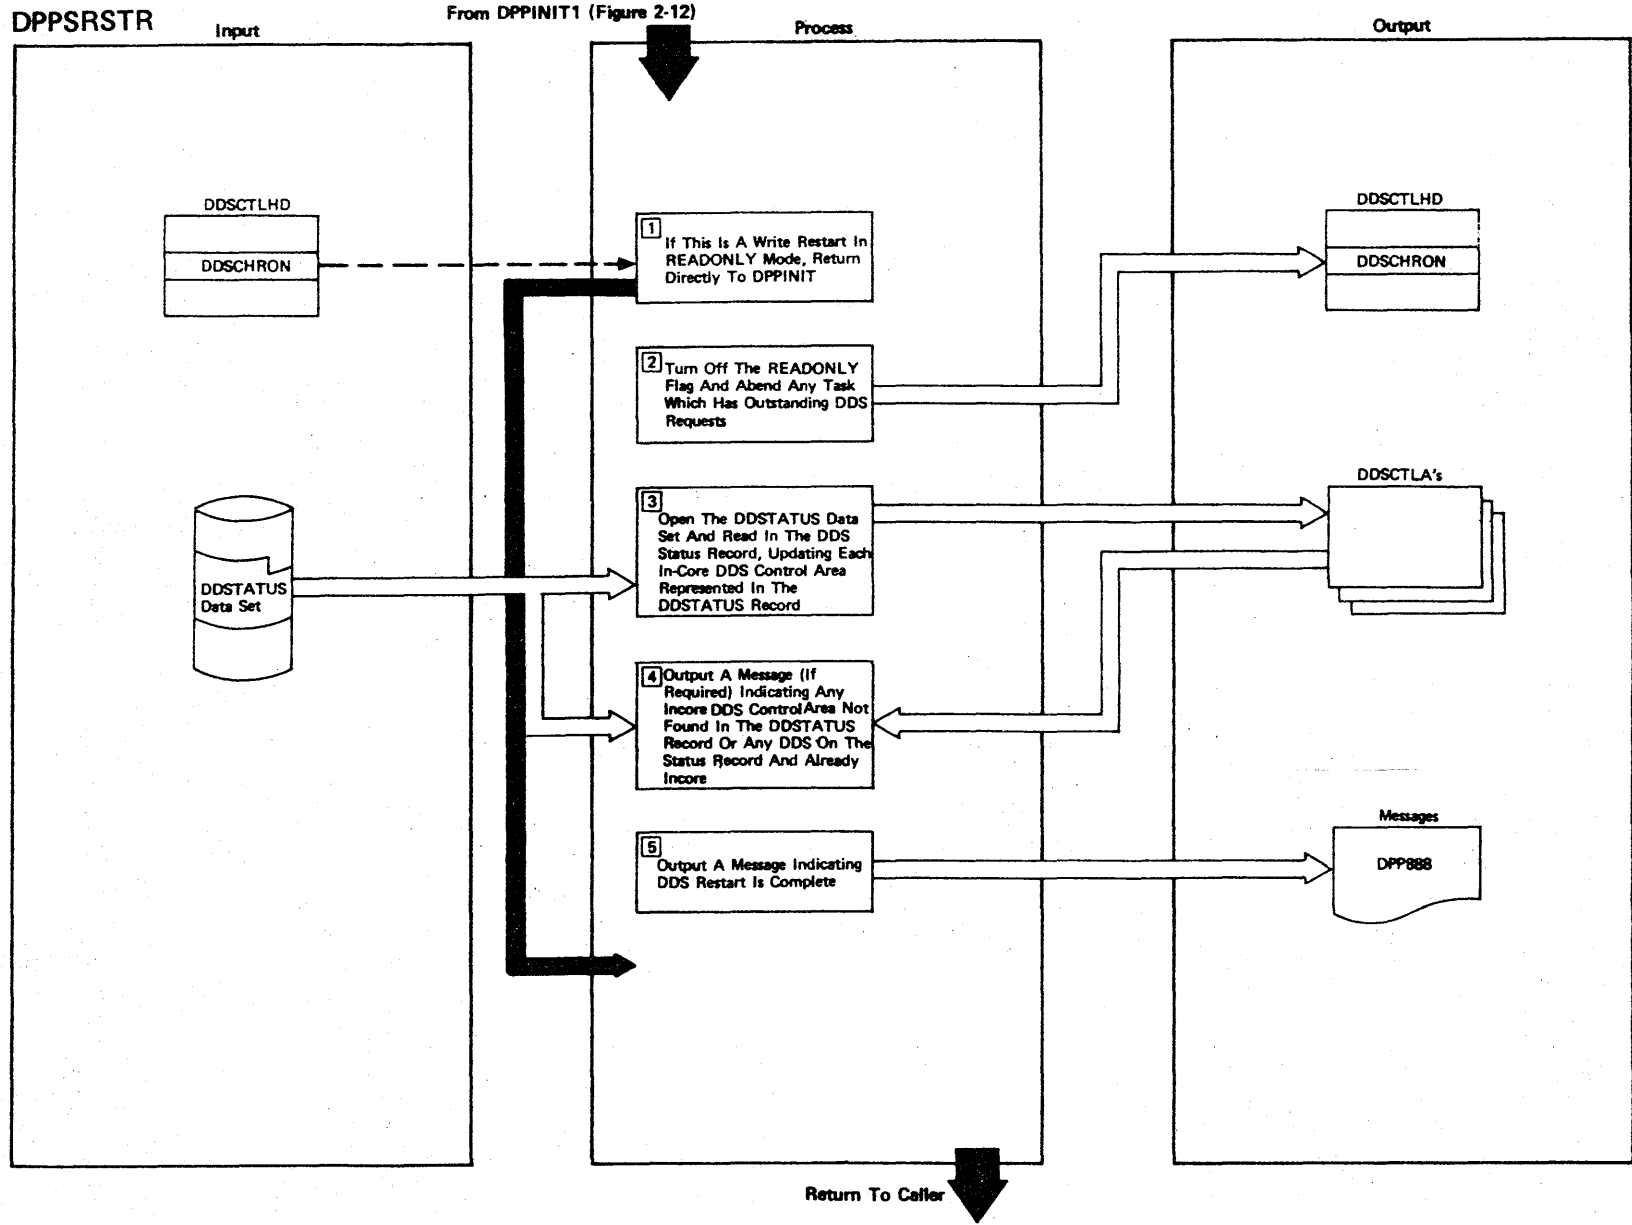 DPPSRSTR
From DPPINIT1 (Figure 2-12)
Input
Process
Output
DDSCTLHD
DDSCHRON
1
If This Is A Write Restart In
READONLY Mode, Return
Directly To DPPINIT
DDSCTLHD
DDSCHRON
2
Turn Off The READONLY
Flag And Abend Any Task
Which Has Outstanding DDS
Requests
DDSTATUS
Data Set
3
Open The DDSTATUS Data
Set And Read In The DDS
Status Record, Updating Each
In-Core DDS Control Area
Represented In The
DDSTATUS Record
DDSCTLA's
4
Output A Message (If
Required) Indicating Any
Incore DDS Control Area Not
Found In The DDSTATUS
Record Or Any DDS On The
Status Record And Already
Incore
5
Output A Message Indicating
DDS Restart Is Complete
Messages
DPP888
Return To Caller